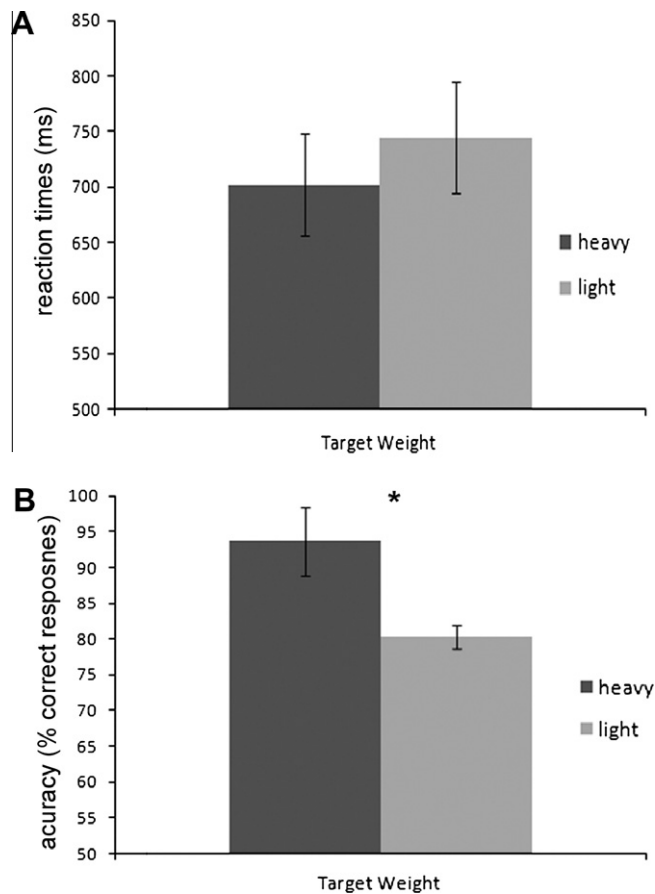 A
reaction times (ms)
850
800
750
700
650
600
550
500
heavy
light
Target Weight
B
acuracy (% correct resposnes)
*
100
95
90
85
80
75
70
65
60
55
50
heavy
light
Target Weight